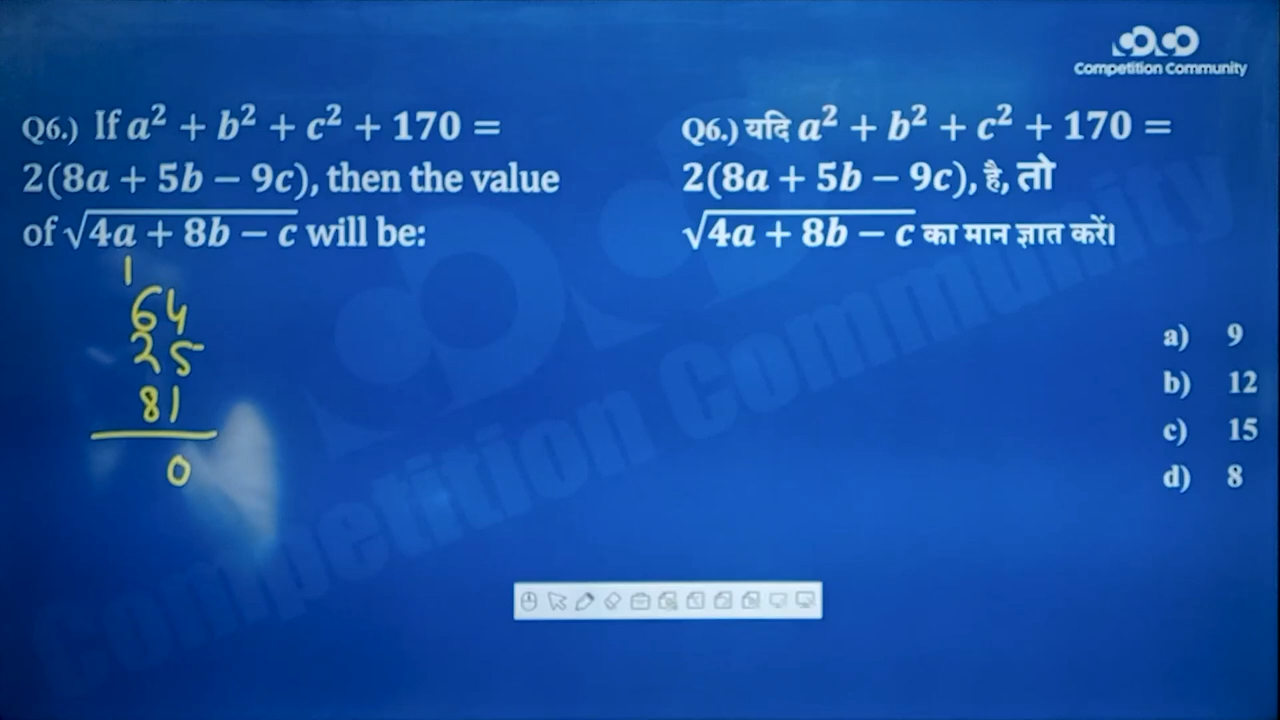 Competition Community
Q6.) If a² + b² + c² + 170 =
2(8a + 5b − 9c), then the value
of √4a + 8b − c will be:
Q6.) यदि a² + b² + c² + 170 =
2(8a + 5b − 9c), है, तो
√4a + 8b − c का मान ज्ञात करें।
1
64
25
81
0
a) 9
b) 12
c) 15
d) 8
Competition Community